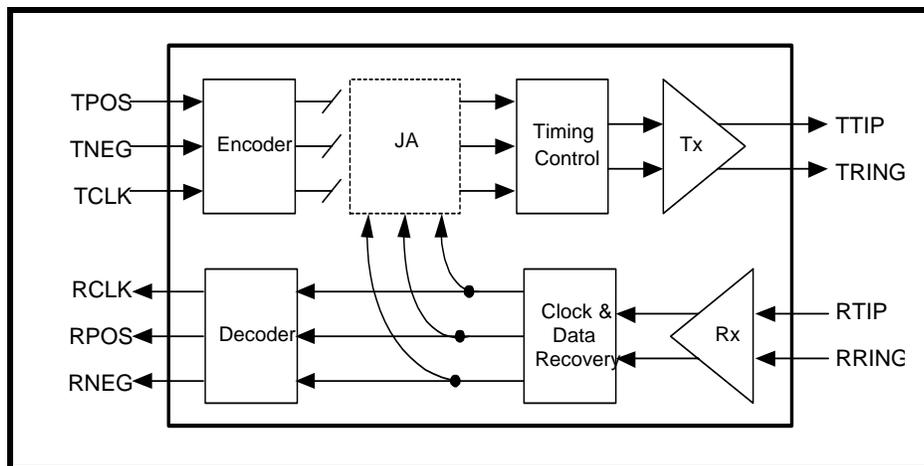 TPOS
TNEG
TCLK
Encoder
JA
Timing
Control
Tx
TTIP
TRING
RCLK
RPOS
RNEG
Decoder
Clock &
Data
Recovery
Rx
RTIP
RRING